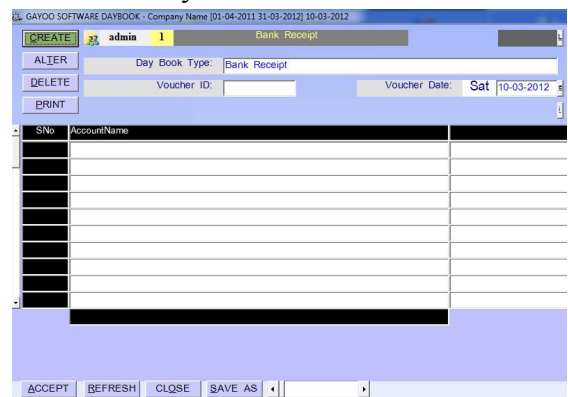 GAYOO SOFTWARE DAYBOOK - Company Name [01-04-2011 31-03-2012] 10-03-2012
CREATE admin 1 Bank Receipt
ALTER Day Book Type: Bank Receipt
DELETE Voucher ID: Voucher Date: Sat 10-03-2012
PRINT
SNo AccountName
ACCEPT REFRESH CLOSE SAVE AS